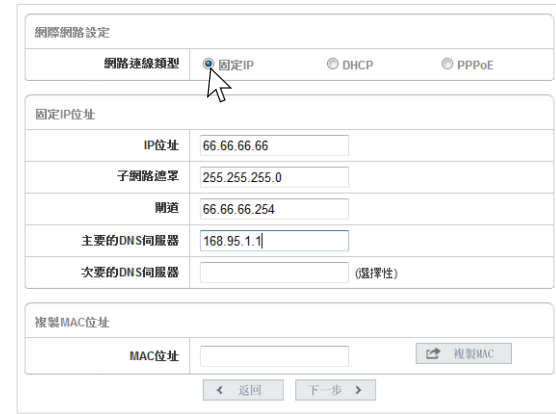 網際網路設定
網路連線類型 固定IP DHCP PPPoE
固定IP位址
IP位址 66.66.66.66
子網路遮罩 255.255.255.0
閘道 66.66.66.254
主要的DNS伺服器 168.95.1.1
次要的DNS伺服器 (選擇性)
複製MAC位址
MAC位址 複製MAC
返回 下一步